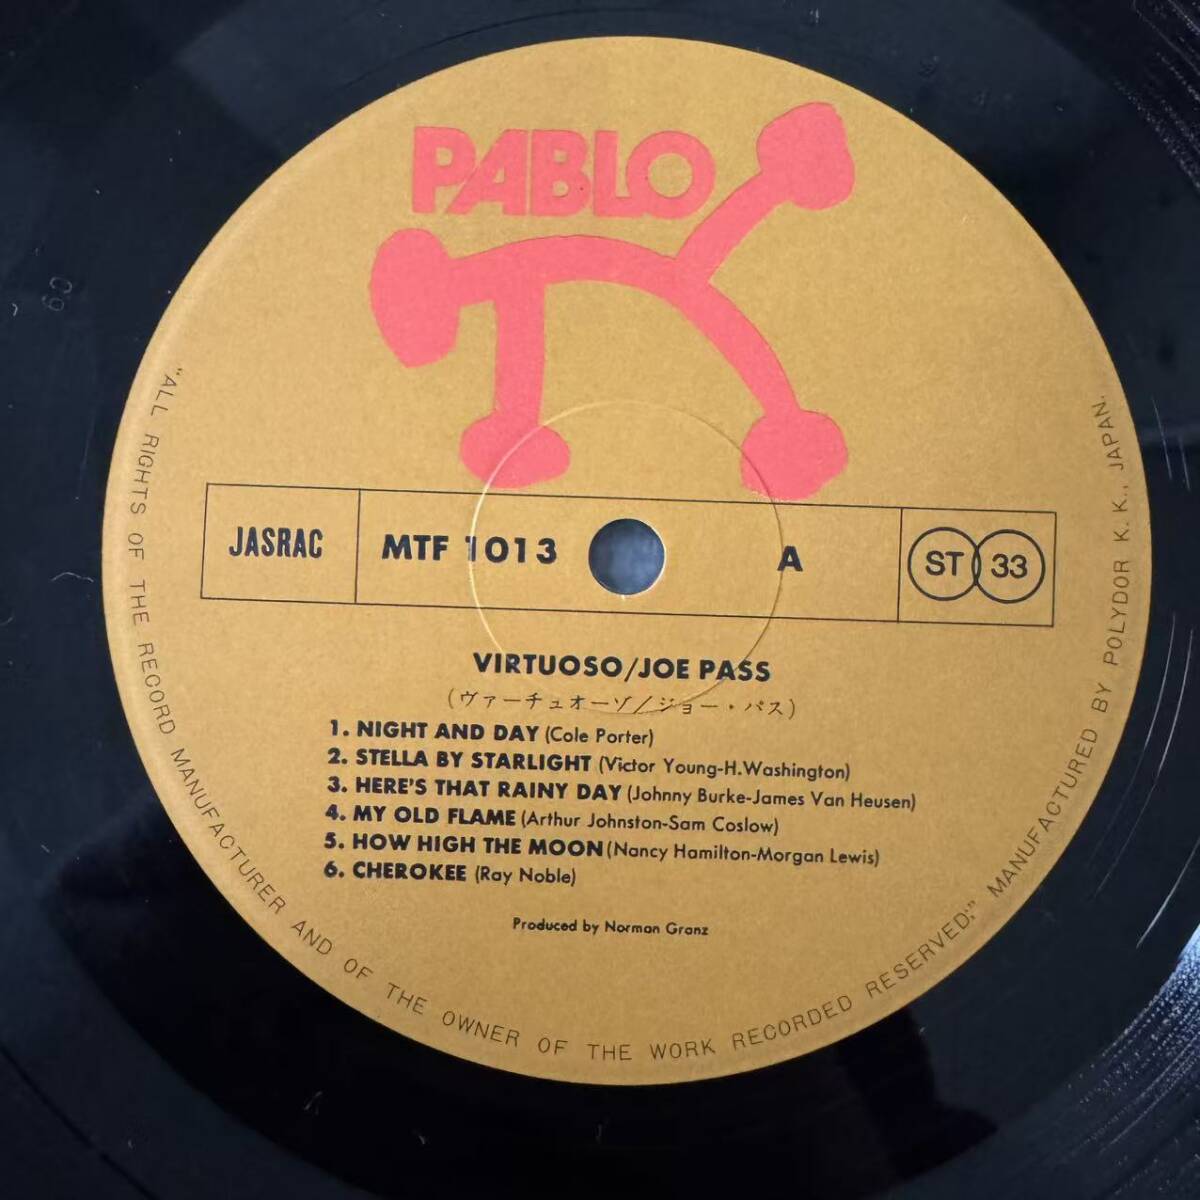 PABLO
JASRAC
MTF 1013
A
ST 33
VIRTUOSO/JOE PASS
(ヴァーチュオーゾ/ジョー・パス)
1. NIGHT AND DAY (Cole Porter)
2. STELLA BY STARLIGHT (Victor Young-H.Washington)
3. HERE'S THAT RAINY DAY (Johnny Burke-James Van Heusen)
4. MY OLD FLAME (Arthur Johnston-Sam Coslow)
5. HOW HIGH THE MOON (Nancy Hamilton-Morgan Lewis)
6. CHEROKEE (Ray Noble)
Produced by Norman Granz
"ALL RIGHTS OF THE RECORD MANUFACTURER AND OF THE OWNER OF THE WORK RECORDED RESERVED." MANUFACTURED BY POLYDOR K.K., JAPAN.